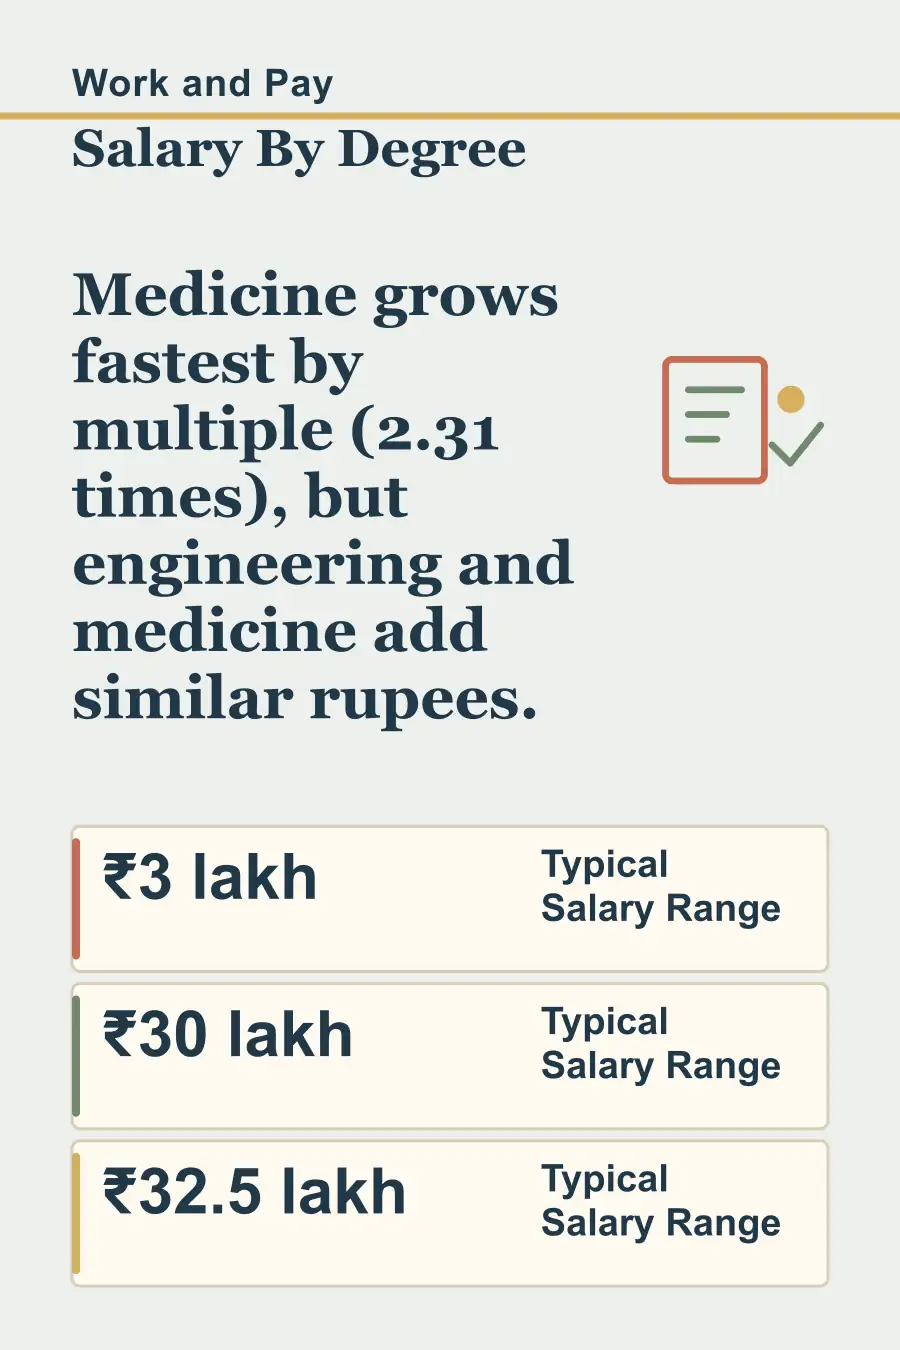 Work and Pay
Salary By Degree
Medicine grows
fastest by
multiple (2.31
times), but
engineering and
medicine add
similar rupees.
₹3 lakh
Typical
Salary Range
₹30 lakh
Typical
Salary Range
₹32.5 lakh
Typical
Salary Range